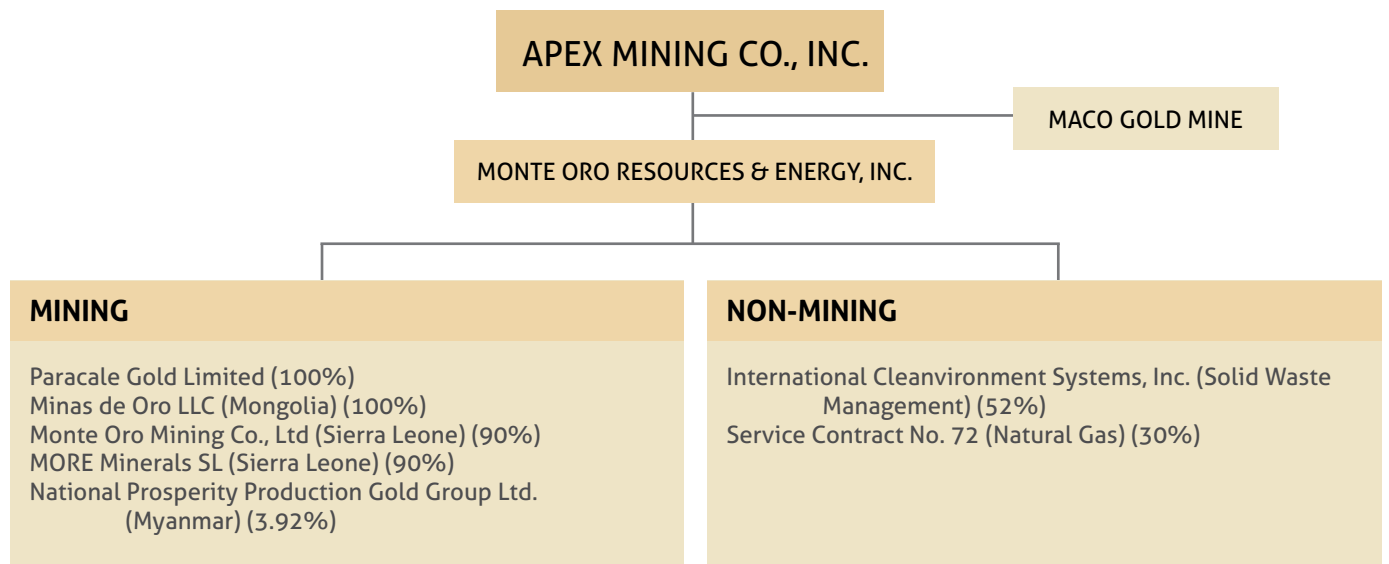 APEX MINING CO., INC.
MACO GOLD MINE
MONTE ORO RESOURCES & ENERGY, INC.
MINING
Paracale Gold Limited (100%)
Minas de Oro LLC (Mongolia) (100%)
Monte Oro Mining Co., Ltd (Sierra Leone) (90%)
MORE Minerals SL (Sierra Leone) (90%)
National Prosperity Production Gold Group Ltd.
(Myanmar) (3.92%)
NON-MINING
International Cleanvironment Systems, Inc. (Solid Waste
Management) (52%)
Service Contract No. 72 (Natural Gas) (30%)